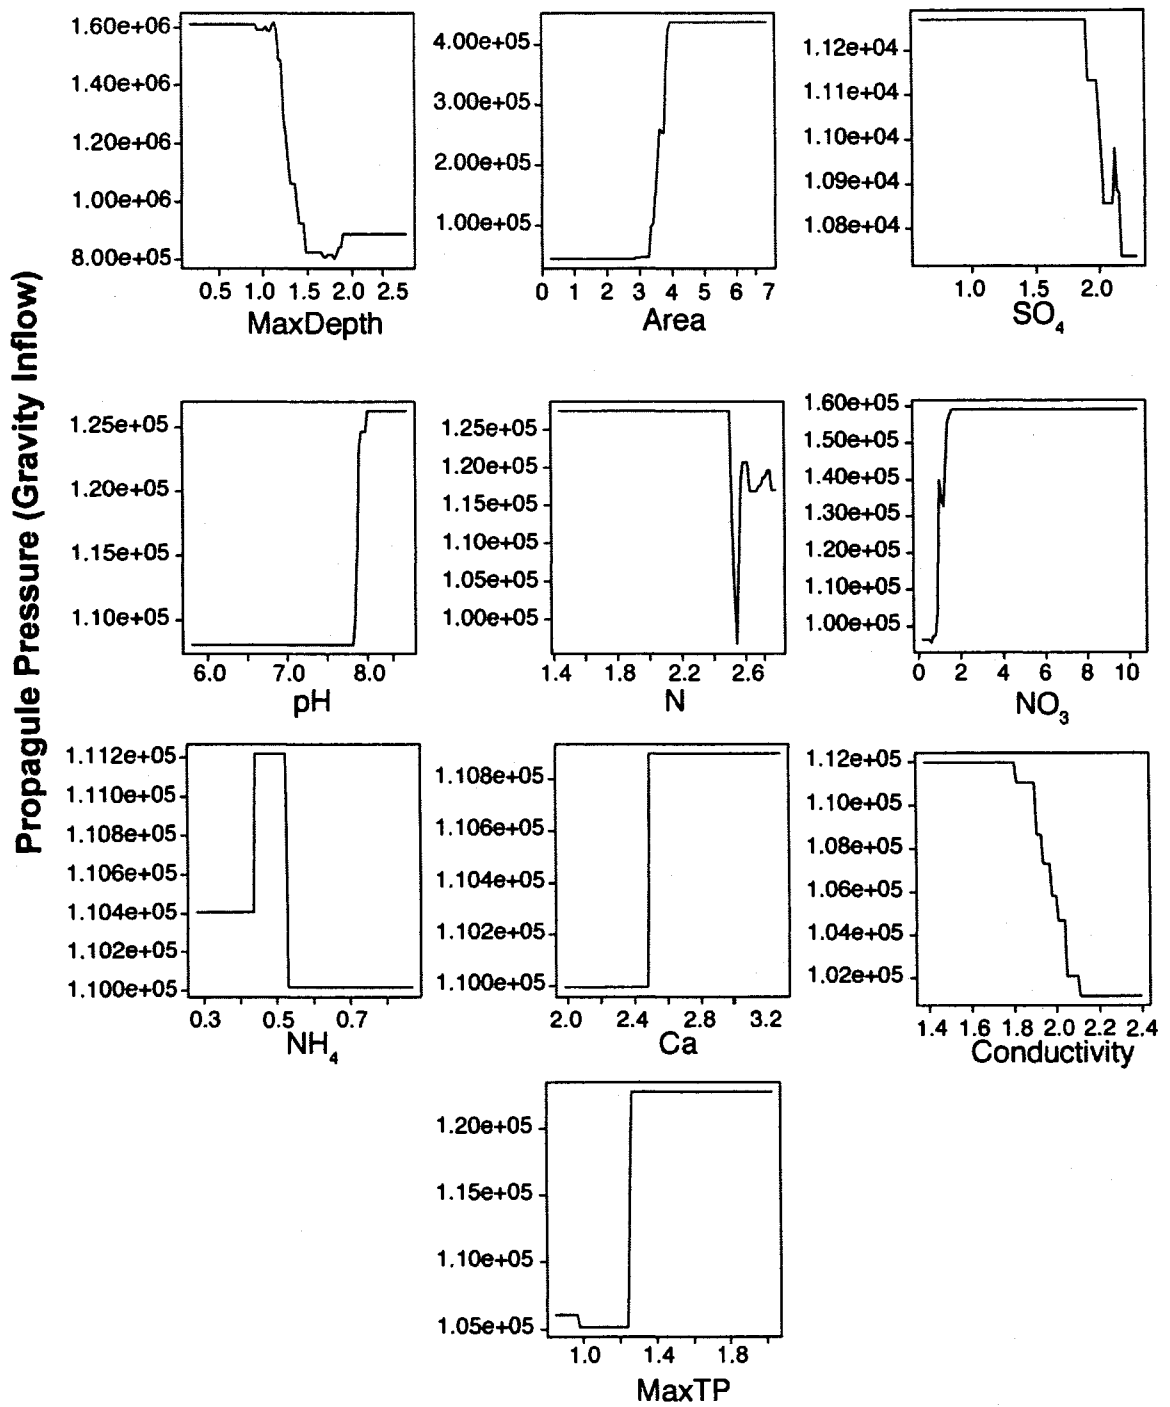 Propagule Pressure (Gravity Inflow)
1.60e+06
1.40e+06
1.20e+06
1.00e+06
8.00e+05
0.5 1.0 1.5 2.0 2.5
MaxDepth
4.00e+05
3.00e+05
2.00e+05
1.00e+05
0 1 2 3 4 5 6 7
Area
1.12e+04
1.11e+04
1.10e+04
1.09e+04
1.08e+04
1.0 1.5 2.0
SO₄
1.25e+05
1.20e+05
1.15e+05
1.10e+05
6.0 7.0 8.0
pH
1.25e+05
1.20e+05
1.15e+05
1.10e+05
1.05e+05
1.00e+05
1.4 1.8 2.2 2.6
N
1.60e+05
1.50e+05
1.40e+05
1.30e+05
1.20e+05
1.10e+05
1.00e+05
0 2 4 6 8 10
NO₃
1.112e+05
1.110e+05
1.108e+05
1.106e+05
1.104e+05
1.102e+05
1.100e+05
0.3 0.5 0.7
NH₄
1.108e+05
1.106e+05
1.104e+05
1.102e+05
1.100e+05
2.0 2.4 2.8 3.2
Ca
1.12e+05
1.10e+05
1.08e+05
1.06e+05
1.04e+05
1.02e+05
1.4 1.6 1.8 2.0 2.2 2.4
Conductivity
1.20e+05
1.15e+05
1.10e+05
1.05e+05
1.0 1.4 1.8
MaxTP